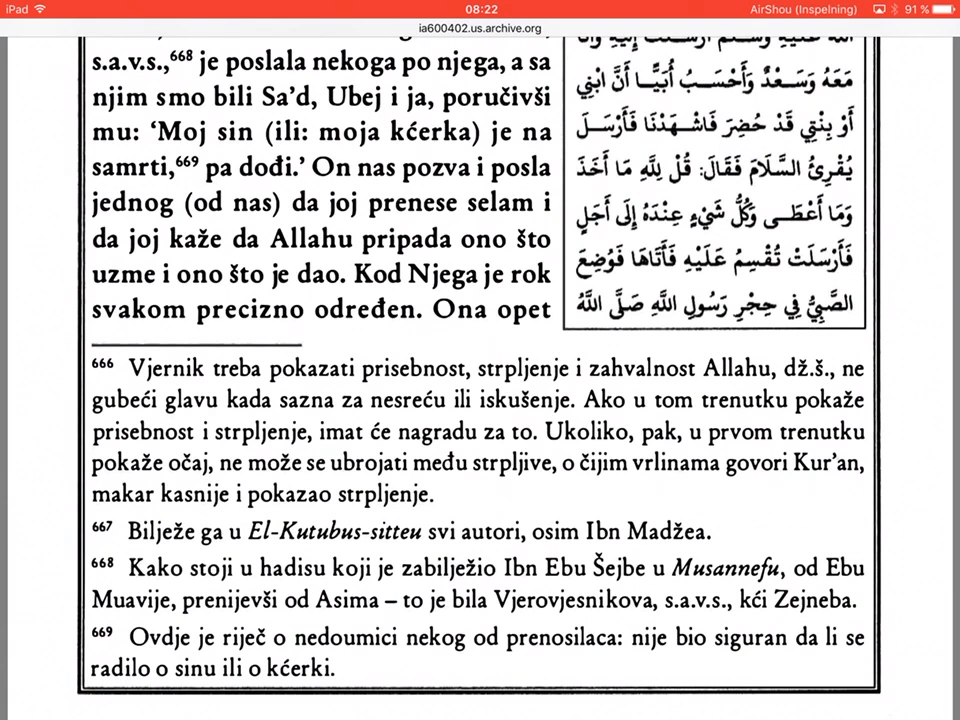 iPad 08:22 AirShou (Inspelning) 91 %
ia600402.us.archive.org
s.a.v.s.,⁶⁶⁸ je poslala nekoga po njega, a sa
njim smo bili Sa’d, Ubej i ja, poručivši
mu: ‘Moj sin (ili: moja kćerka) je na
samrti,⁶⁶⁹ pa dođi.’ On nas pozva i posla
jednog (od nas) da joj prenese selam i
da joj kaže da Allahu pripada ono što
uzme i ono što je dao. Kod Njega je rok
svakom precizno određen. Ona opet
مَعَهُ وَسَعْدٌ وَأَحْسَبُ أُبَيًّا أَنَّ ابْنِي
أَوْ بِنْتِي قَدْ حُضِرَ فَاشْهَدْنَا فَأَرْسَلَ
يُقْرِئُ السَّلَامَ فَقَالَ: قُلْ لِلَّهِ مَا أَخَذَ
وَمَا أَعْطَى وَكُلُّ شَيْءٍ عِنْدَهُ إِلَى أَجَلٍ
فَأَرْسَلَتْ تُقْسِمُ عَلَيْهِ فَأَتَاهَا فَوُضِعَ
الصَّبِيُّ فِي حِجْرِ رَسُولِ اللَّهِ صَلَّى اللَّهُ
⁶⁶⁶ Vjernik treba pokazati prisebnost, strpljenje i zahvalnost Allahu, dž.š., ne
gubeći glavu kada sazna za nesreću ili iskušenje. Ako u tom trenutku pokaže
prisebnost i strpljenje, imat će nagradu za to. Ukoliko, pak, u prvom trenutku
pokaže očaj, ne može se ubrojati među strpljive, o čijim vrlinama govori Kur’an,
makar kasnije i pokazao strpljenje.
⁶⁶⁷ Bilježe ga u El-Kutubus-sitteu svi autori, osim Ibn Madžea.
⁶⁶⁸ Kako stoji u hadisu koji je zabilježio Ibn Ebu Šejbe u Musannefu, od Ebu
Muavije, prenijevši od Asima – to je bila Vjerovjesnikova, s.a.v.s., kći Zejneba.
⁶⁶⁹ Ovdje je riječ o nedoumici nekog od prenosilaca: nije bio siguran da li se
radilo o sinu ili o kćerki.